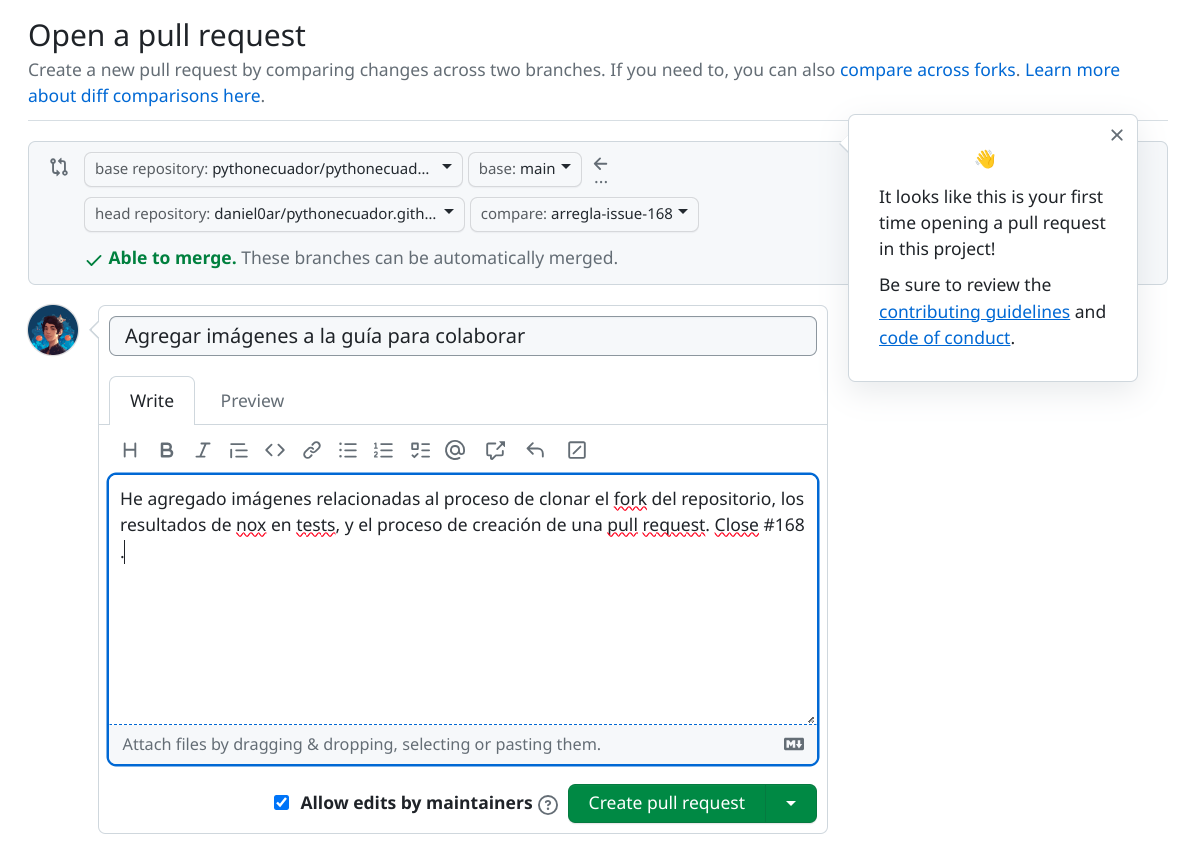 Open a pull request
Create a new pull request by comparing changes across two branches. If you need to, you can also compare across forks. Learn more
about diff comparisons here.
base repository: pythonecuador/pythonecuad...
base: main
...
head repository: daniel0ar/pythonecuador.gith...
compare: arregla-issue-168
Able to merge. These branches can be automatically merged.
👋
It looks like this is your first
time opening a pull request
in this project!
Be sure to review the
contributing guidelines and
code of conduct.
Agregar imágenes a la guía para colaborar
Write
Preview
He agregado imágenes relacionadas al proceso de clonar el fork del repositorio, los
resultados de nox en tests, y el proceso de creación de una pull request. Close #168
.
Attach files by dragging & dropping, selecting or pasting them.
Allow edits by maintainers
Create pull request